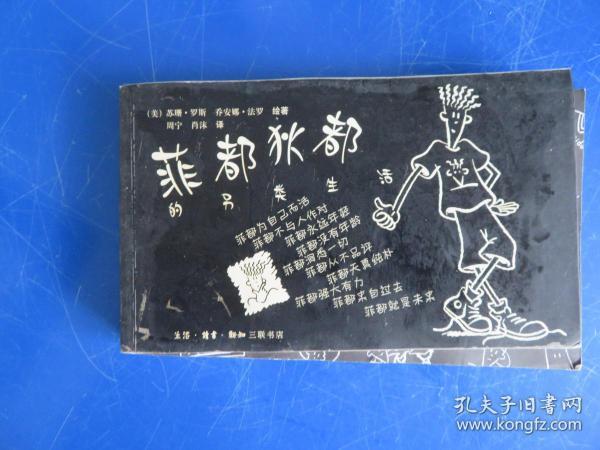 (美) 苏珊·罗斯 乔安娜·法罗 绘著
周宁 肖沫 译
菲都狄都
的另类生活
菲都为自己而活
菲都不与人作对
菲都永远年轻
菲都没有年龄
菲都洞悉一切
菲都从不品评
菲都天真纯朴
菲都强大有力
菲都来自过去
菲都就是未来
生活·读书·新知三联书店
孔夫子旧书网
www.kongfz.com